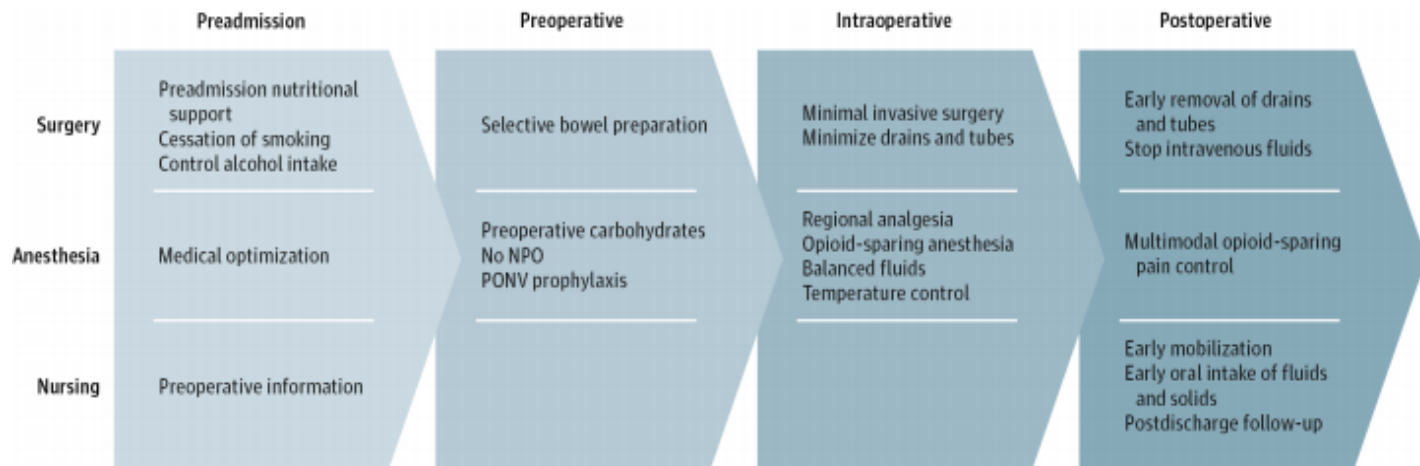 Preadmission
Preoperative
Intraoperative
Postoperative
Surgery
Preadmission nutritional
support
Cessation of smoking
Control alcohol intake
Selective bowel preparation
Minimal invasive surgery
Minimize drains and tubes
Early removal of drains
and tubes
Stop intravenous fluids
Anesthesia
Medical optimization
Preoperative carbohydrates
No NPO
PONV prophylaxis
Regional analgesia
Opioid-sparing anesthesia
Balanced fluids
Temperature control
Multimodal opioid-sparing
pain control
Nursing
Preoperative information
Early mobilization
Early oral intake of fluids
and solids
Postdischarge follow-up